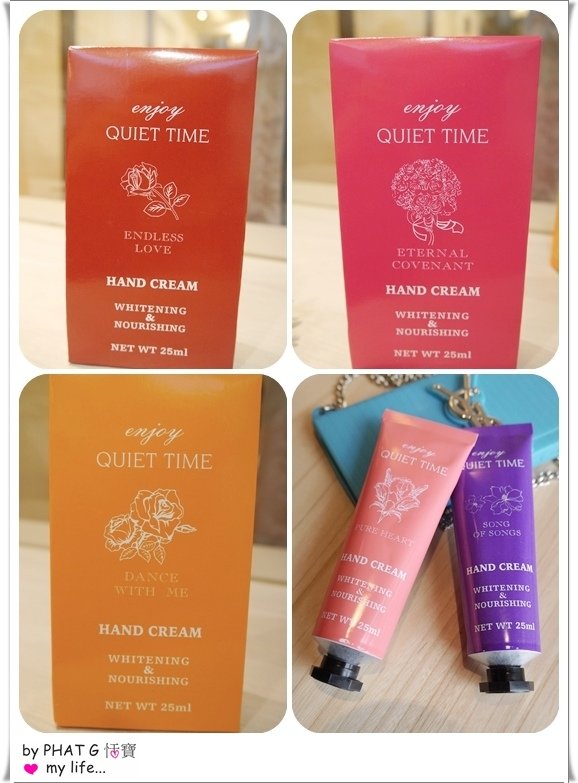 enjoy
QUIET TIME
ENDLESS
LOVE
HAND CREAM
WHITENING
&
NOURISHING
NET WT 25ml
enjoy
QUIET TIME
ETERNAL
COVENANT
HAND CREAM
WHITENING
&
NOURISHING
NET WT 25ml
enjoy
QUIET TIME
DANCE
WITH ME
HAND CREAM
WHITENING
&
NOURISHING
NET WT 25ml
enjoy
QUIET TIME
PURE HEART
HAND CREAM
WHITENING
&
NOURISHING
NET WT 25ml
enjoy
QUIET TIME
SONG
OF SONGS
HAND CREAM
WHITENING
&
NOURISHING
NET WT 25ml
by PHAT G 恬寶
my life...